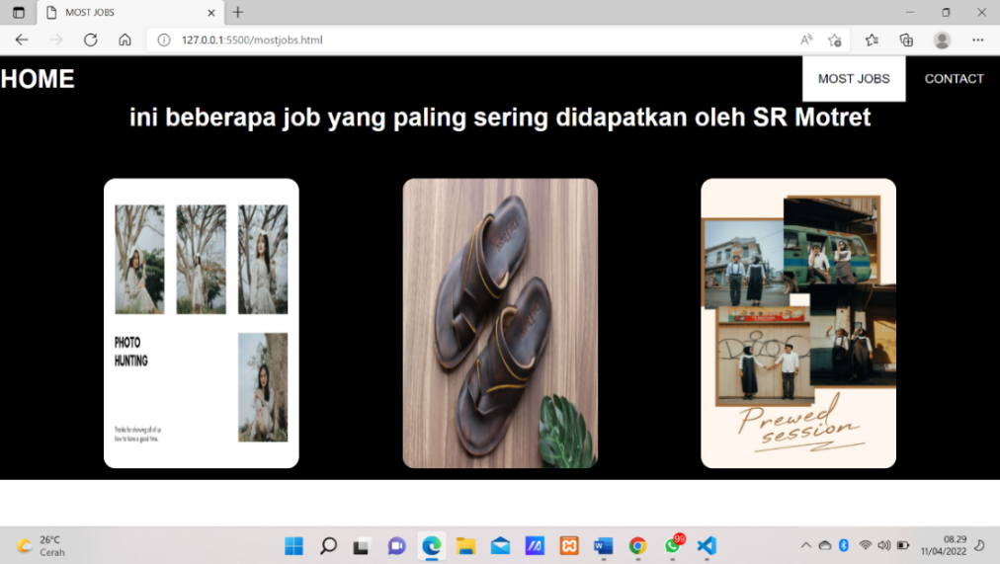 MOST JOBS
127.0.0.1:5500/mostjobs.html
HOME
MOST JOBS
CONTACT
ini beberapa job yang paling sering didapatkan oleh SR Motret
PHOTO
HUNTING
Thanks for showing all of us
how to have a good time.
Prewed
session
99
26°C
Cerah
08.29
11/04/2022